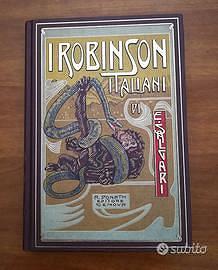 I ROBINSON
ITALIANI
DI
E. SALGARI
A. DONATH
EDITORE
GENOVA
subito